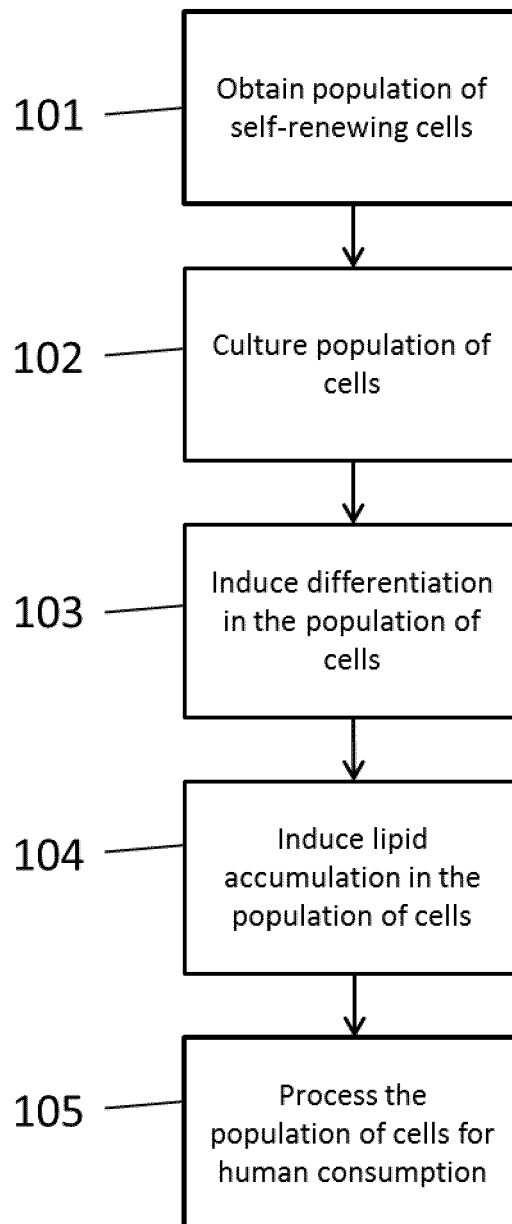 101
Obtain population of
self-renewing cells
102
Culture population of
cells
103
Induce differentiation
in the population of
cells
104
Induce lipid
accumulation in the
population of cells
105
Process the
population of cells for
human consumption